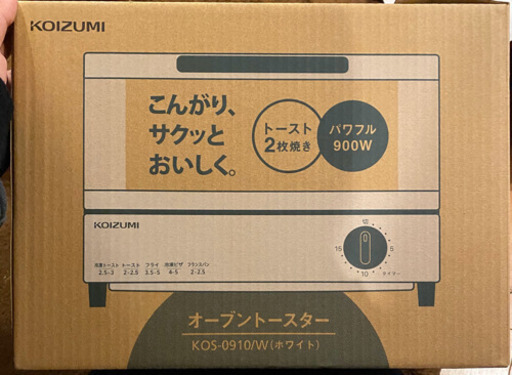 KOIZUMI
こんがり、
サクッと
おいしく。
トースト
2枚焼き
パワフル
900W
KOIZUMI
冷凍トースト トースト フライ 冷凍ピザ フランスパン
2.5-3 2-2.5 3.5-5 4-5 2-2.5
切
15 5
10
タイマー
オーブントースター
KOS-0910/W(ホワイト)